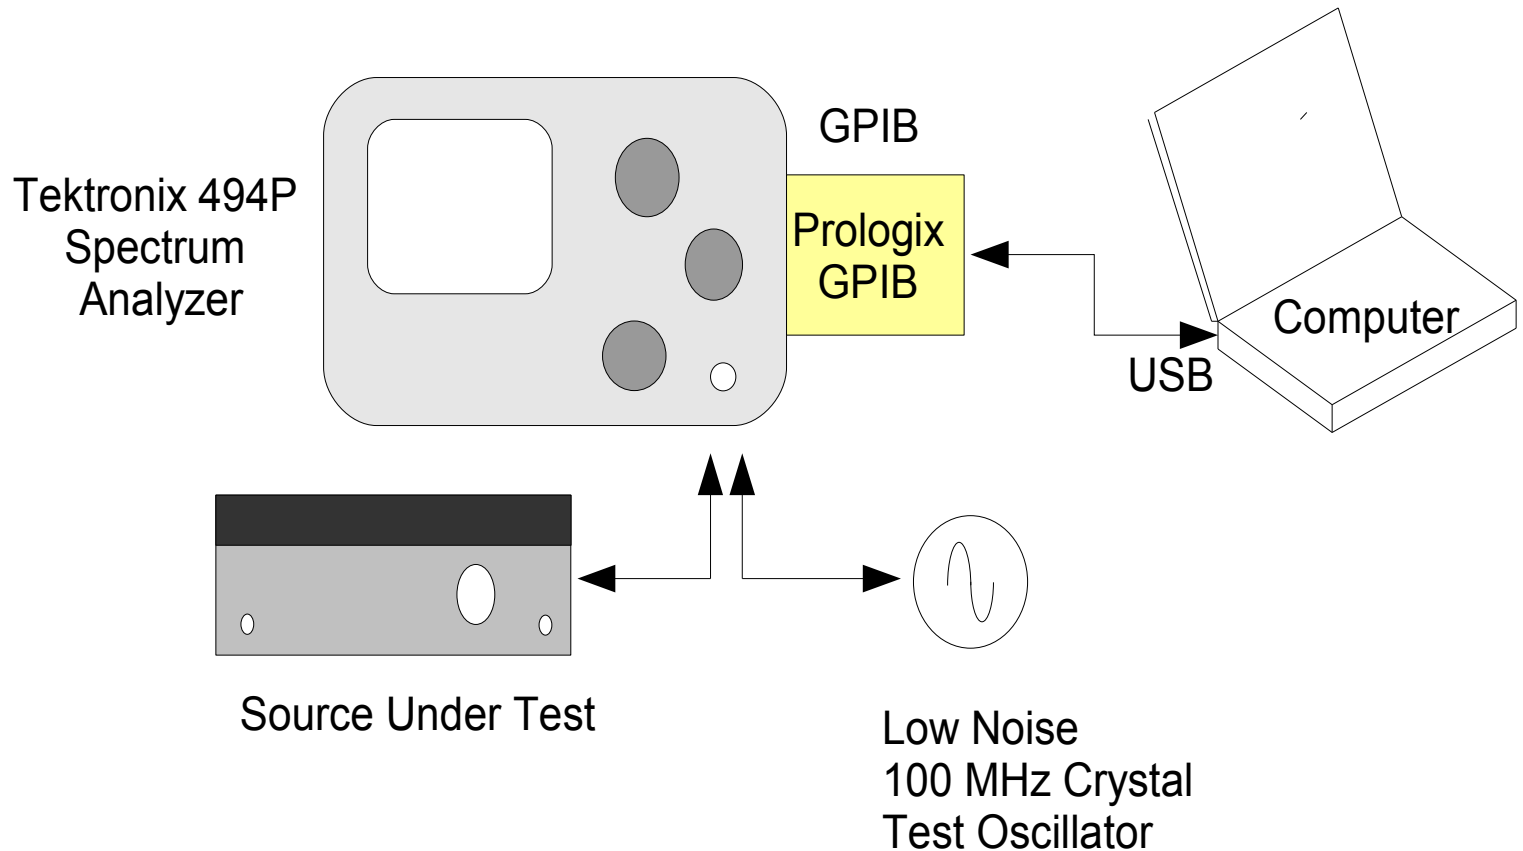 Tektronix 494P
Spectrum
Analyzer
GPIB
Prologix
GPIB
Computer
USB
Source Under Test
Low Noise
100 MHz Crystal
Test Oscillator